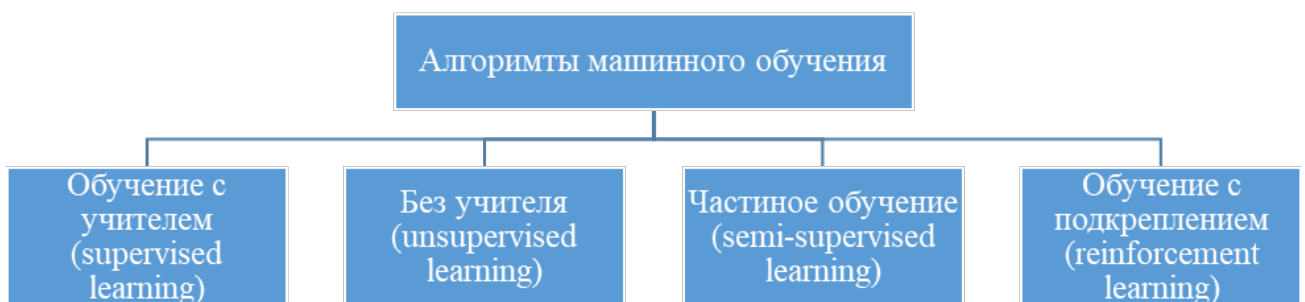 Алгоримты машинного обучения
Обучение с
учителем
(supervised
learning)
Без учителя
(unsupervised
learning)
Частиное обучение
(semi-supervised
learning)
Обучение с
подкреплением
(reinforcement
learning)